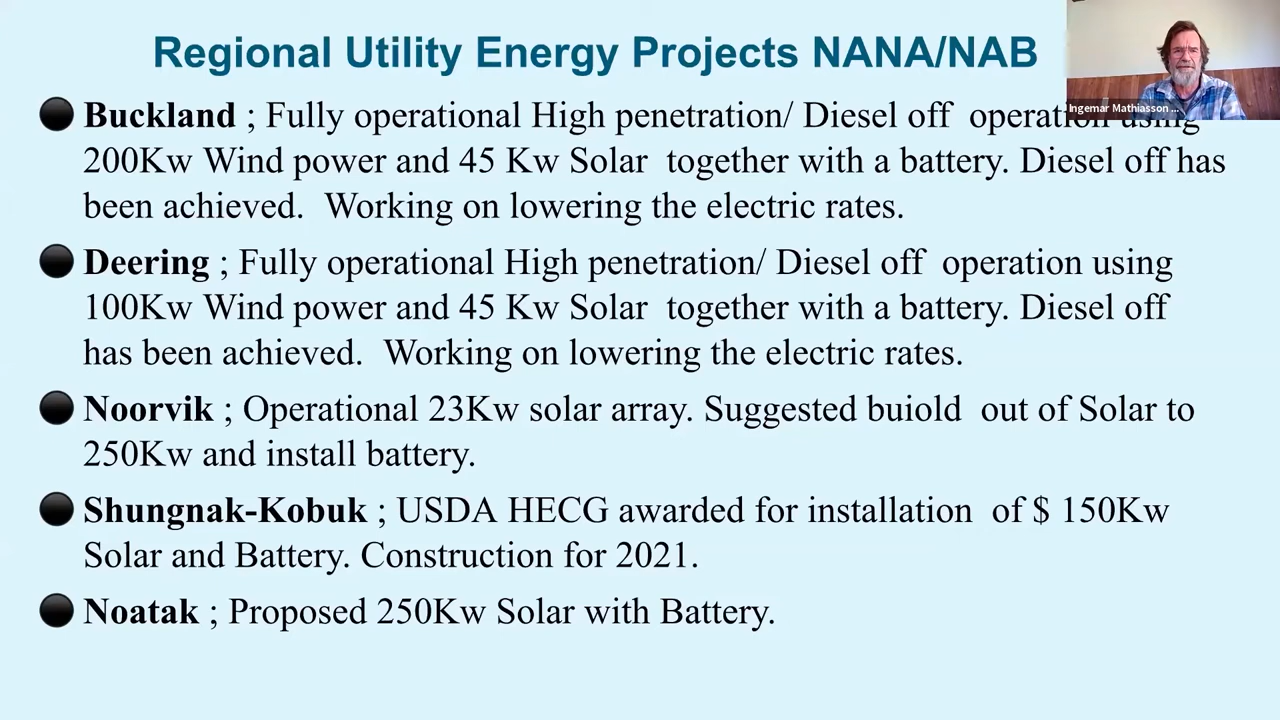 Regional Utility Energy Projects NANA/NAB
Ingemar Mathiasson ...
Buckland ; Fully operational High penetration/ Diesel off operation using
200Kw Wind power and 45 Kw Solar together with a battery. Diesel off has
been achieved. Working on lowering the electric rates.
Deering ; Fully operational High penetration/ Diesel off operation using
100Kw Wind power and 45 Kw Solar together with a battery. Diesel off
has been achieved. Working on lowering the electric rates.
Noorvik ; Operational 23Kw solar array. Suggested buiold out of Solar to
250Kw and install battery.
Shungnak-Kobuk ; USDA HECG awarded for installation of $ 150Kw
Solar and Battery. Construction for 2021.
Noatak ; Proposed 250Kw Solar with Battery.